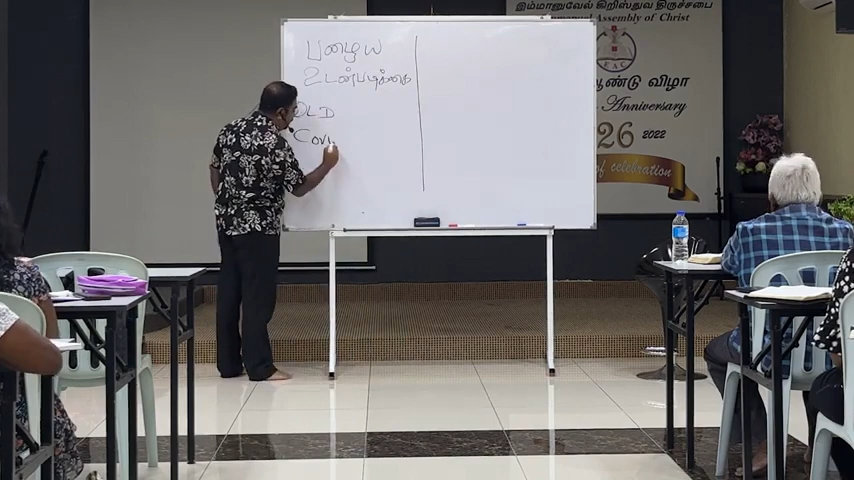 பழைய
உடன்படிக்கை
OLD
Cov
இம்மானுவேல் கிறிஸ்துவ திருச்சபை
Assembly of Christ
EAC
ஆண்டு விழா
Anniversary
26 2022
of celebration